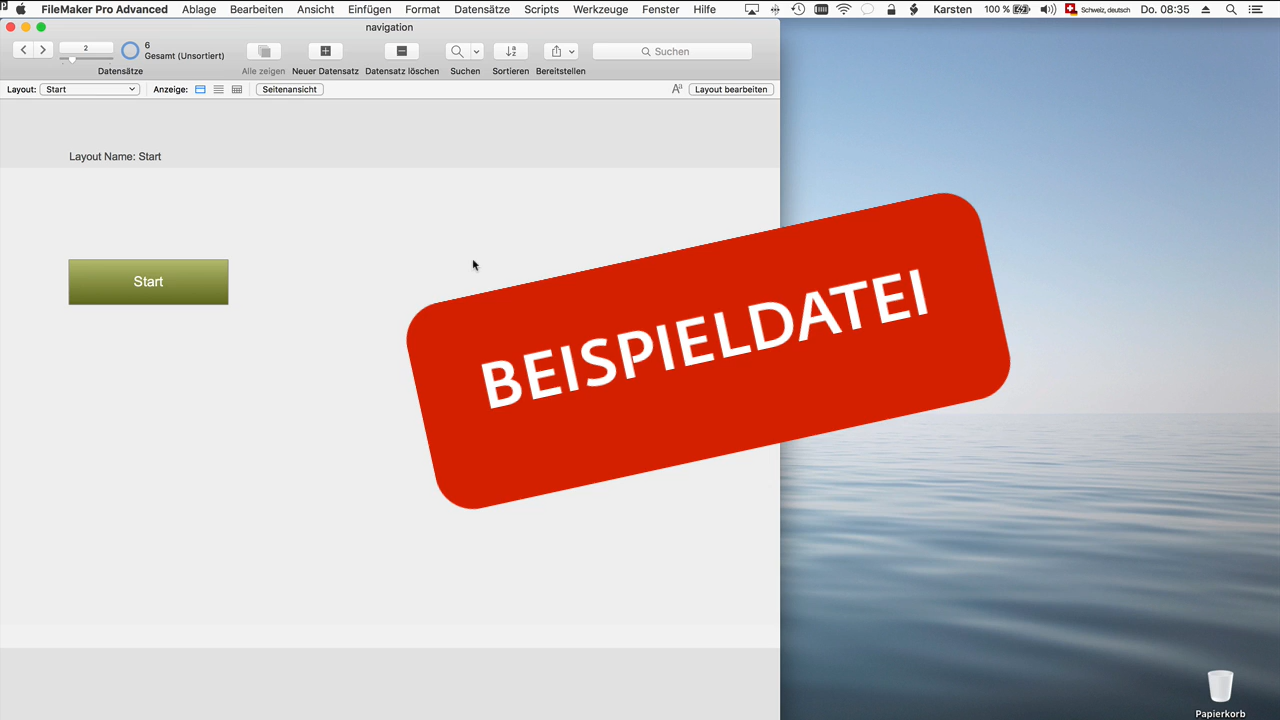 FileMaker Pro Advanced Ablage Bearbeiten Ansicht Einfügen Format Datensätze Scripts Werkzeuge Fenster Hilfe Karsten 100 % Schweiz, deutsch Do. 08:35
navigation
2
6
Gesamt (Unsortiert)
Suchen
Datensätze Alle zeigen Neuer Datensatz Datensatz löschen Suchen Sortieren Bereitstellen
Layout: Start Anzeige: Seitenansicht Layout bearbeiten
Layout Name: Start
Start
BEISPIELDATEI
Papierkorb